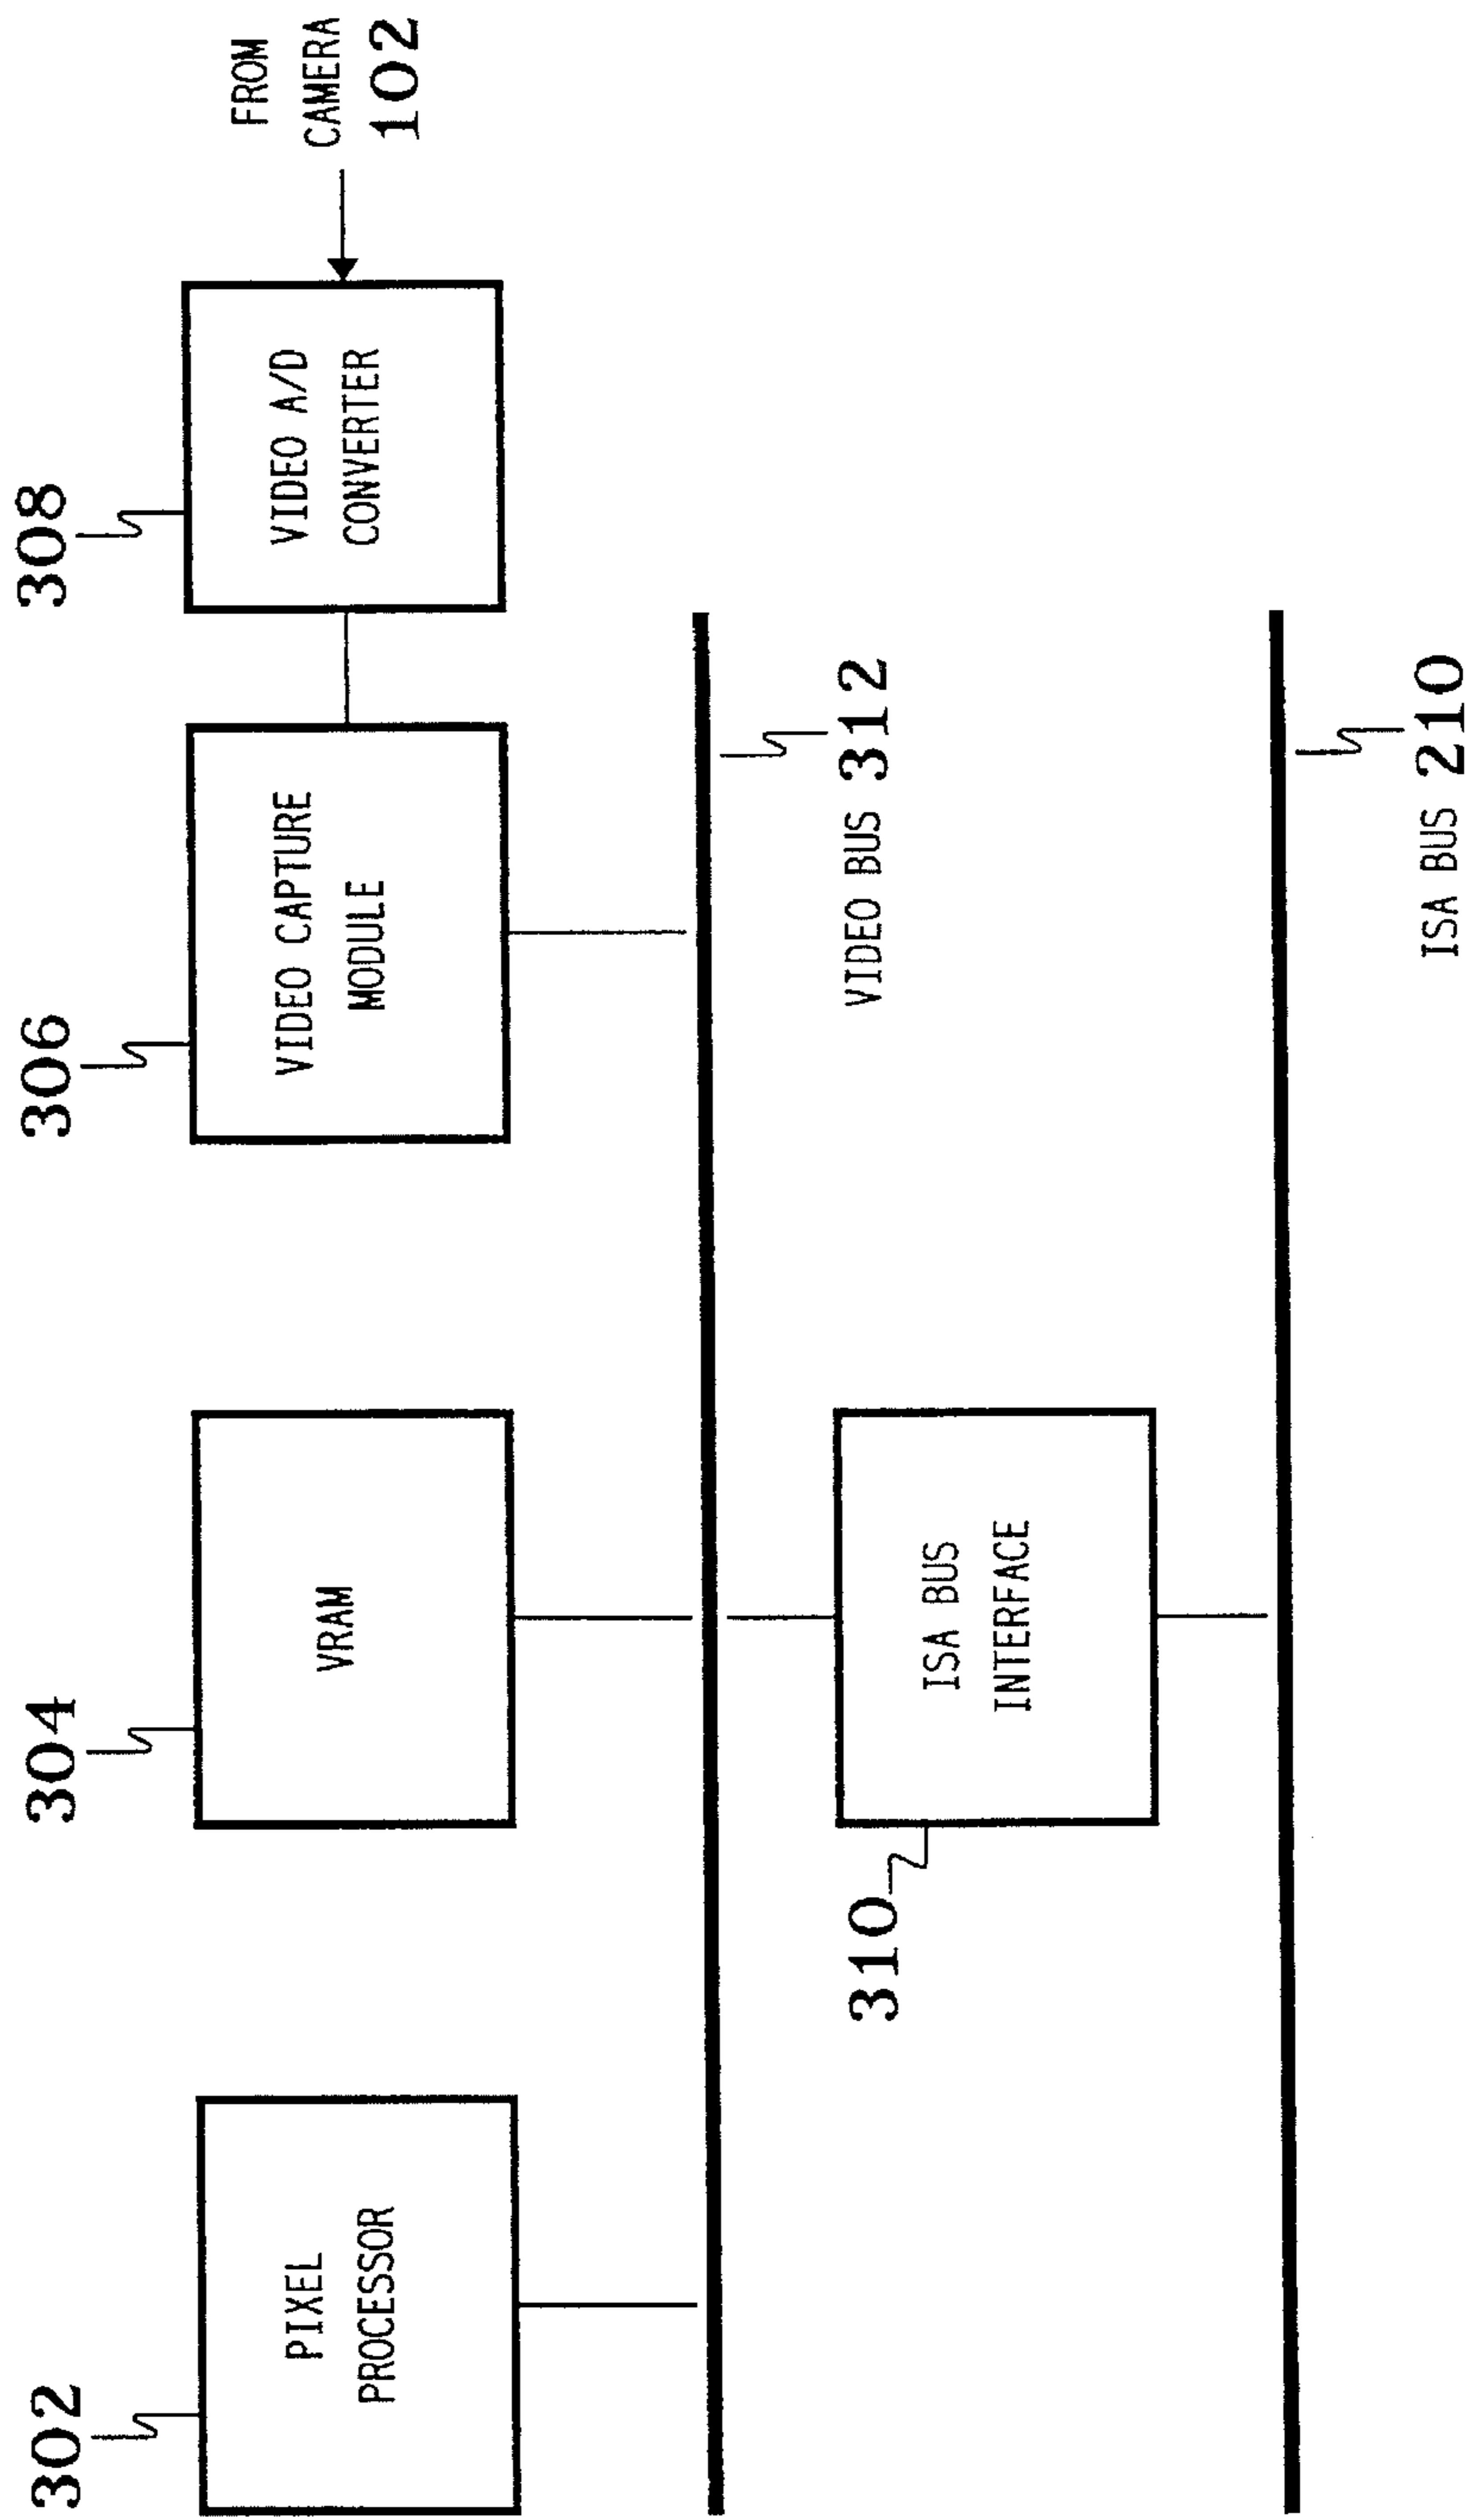 302
304
306
308
PIXEL
PROCESSOR
VRAM
VIDEO CAPTURE
MODULE
VIDEO A/D
CONVERTER
FROM
CAMERA
102
VIDEO BUS 312
310
ISA BUS
INTERFACE
ISA BUS 210